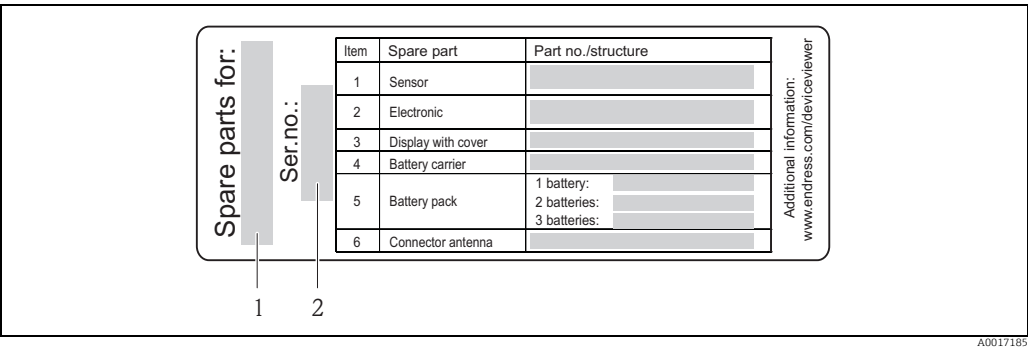 Spare parts for:
Ser.no.:
Item Spare part Part no./structure
1 Sensor
2 Electronic
3 Display with cover
4 Battery carrier
5 Battery pack
1 battery:
2 batteries:
3 batteries:
6 Connector antenna
Additional information:
www.endress.com/deviceviewer
1 2
A0017185